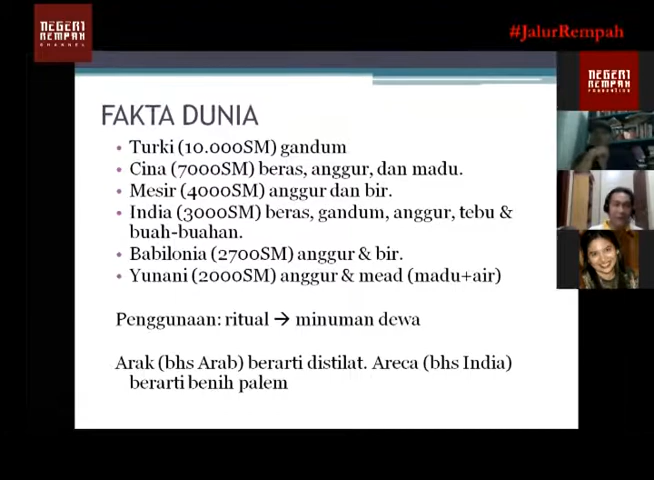 NEGERI
REMPAH
CHANNEL
#JalurRempah
NEGERI
REMPAH
FOUNDATION
FAKTA DUNIA
• Turki (10.000SM) gandum
• Cina (7000SM) beras, anggur, dan madu.
• Mesir (4000SM) anggur dan bir.
• India (3000SM) beras, gandum, anggur, tebu &
buah-buahan.
• Babilonia (2700SM) anggur & bir.
• Yunani (2000SM) anggur & mead (madu+air)
Penggunaan: ritual → minuman dewa
Arak (bhs Arab) berarti distilat. Areca (bhs India)
berarti benih palem